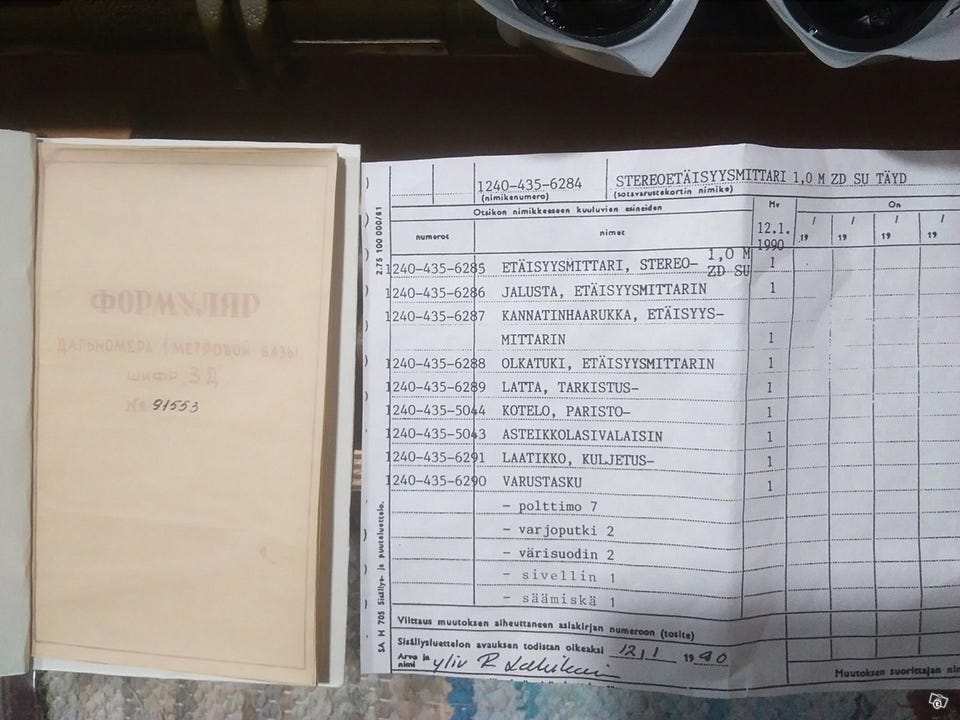 ФОРМУЛЯР
ДАЛЬНОМЕРА 1 МЕТРОВОЙ БАЗЫ
ШИФР ЗД
№ 91553
1240-435-6284 STEREOETÄISYYSMITTARI 1,0 M ZD SU TÄYD
(nimikenumero) (sotavarustekortin nimike)
Otsikon nimikkeeseen kuuluvien esineiden Mv On
numerot nimet 12.1. / / / /
1990 19 19 19 19
1240-435-6285 ETÄISYYSMITTARI, STEREO- 1,0 M ZD SU 1
1240-435-6286 JALUSTA, ETÄISYYSMITTARIN 1
1240-435-6287 KANNATINHAARUKKA, ETÄISYYS-
MITTARIN 1
1240-435-6288 OLKATUKI, ETÄISYYSMITTARIN 1
1240-435-6289 LATTA, TARKISTUS- 1
1240-435-5044 KOTELO, PARISTO- 1
1240-435-5043 ASTEIKKOLASIVALAISIN 1
1240-435-6291 LAATIKKO, KULJETUS- 1
1240-435-6290 VARUSTASKU 1
- polttimo 7
- varjoputki 2
- värisuodin 2
- sivellin 1
- säämiskä 1
Viittaus muutoksen aiheuttaneen asiakirjan numeroon (tosite)
Sisällysluettelon avauksen todistan oikeaksi 12/1 1990
Arvo ja nimi yliv R
Muutoksen suorittajan nim
2.75 100 000/61
SA H 705 Sisällys- ja puuteluettelo.